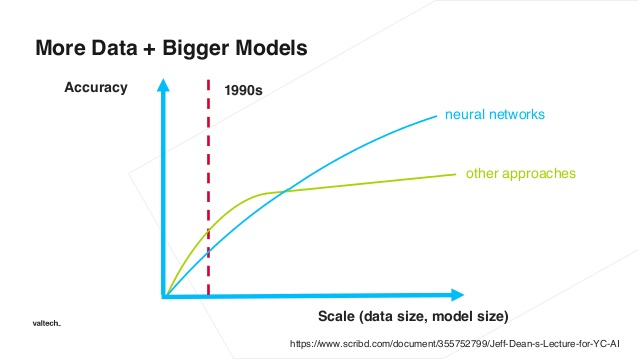 More Data + Bigger Models
Accuracy
1990s
neural networks
other approaches
Scale (data size, model size)
valtech_
https://www.scribd.com/document/355752799/Jeff-Dean-s-Lecture-for-YC-AI